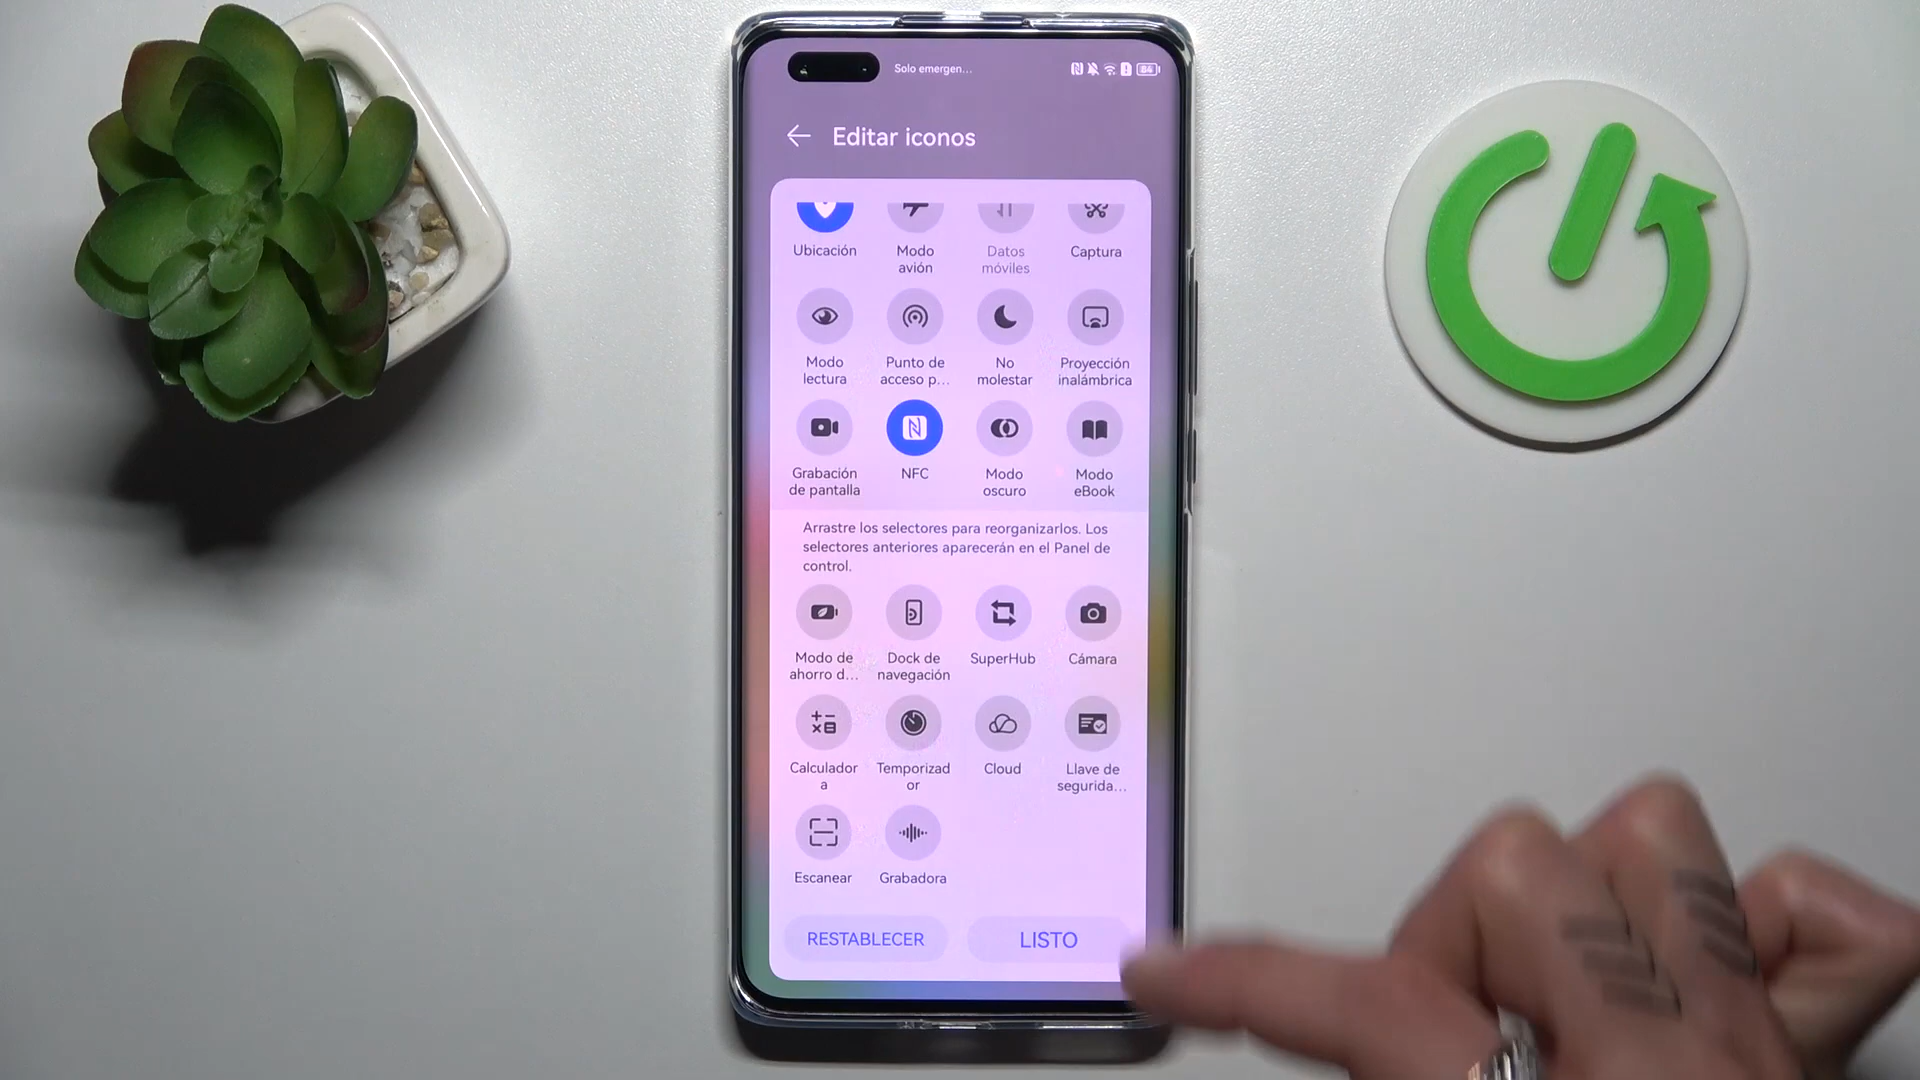 Solo emergen...
84
Editar iconos
Ubicación
Modo
avión
Datos
móviles
Captura
Modo
lectura
Punto de
acceso p...
No
molestar
Proyección
inalámbrica
Grabación
de pantalla
NFC
Modo
oscuro
Modo
eBook
Arrastre los selectores para reorganizarlos. Los
selectores anteriores aparecerán en el Panel de
control.
Modo de
ahorro d...
Dock de
navegación
SuperHub
Cámara
Calculador
a
Temporizad
or
Cloud
Llave de
segurida...
Escanear
Grabadora
RESTABLECER
LISTO